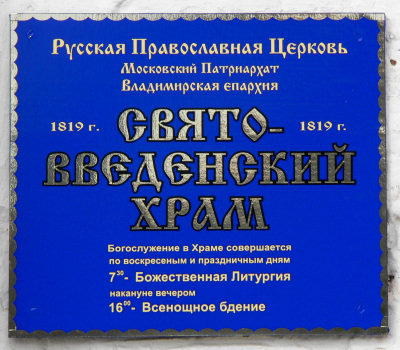 Русская Православная Церковь
Московский Патриархат
Владимирская епархия
1819 г. СВЯТО- 1819 г.
ВВЕДЕНСКИЙ
ХРАМ
Богослужение в Храме совершается
по воскресеным и праздничным дням
7³⁰- Божественная Литургия
накануне вечером
16⁰⁰- Всенощное бдение